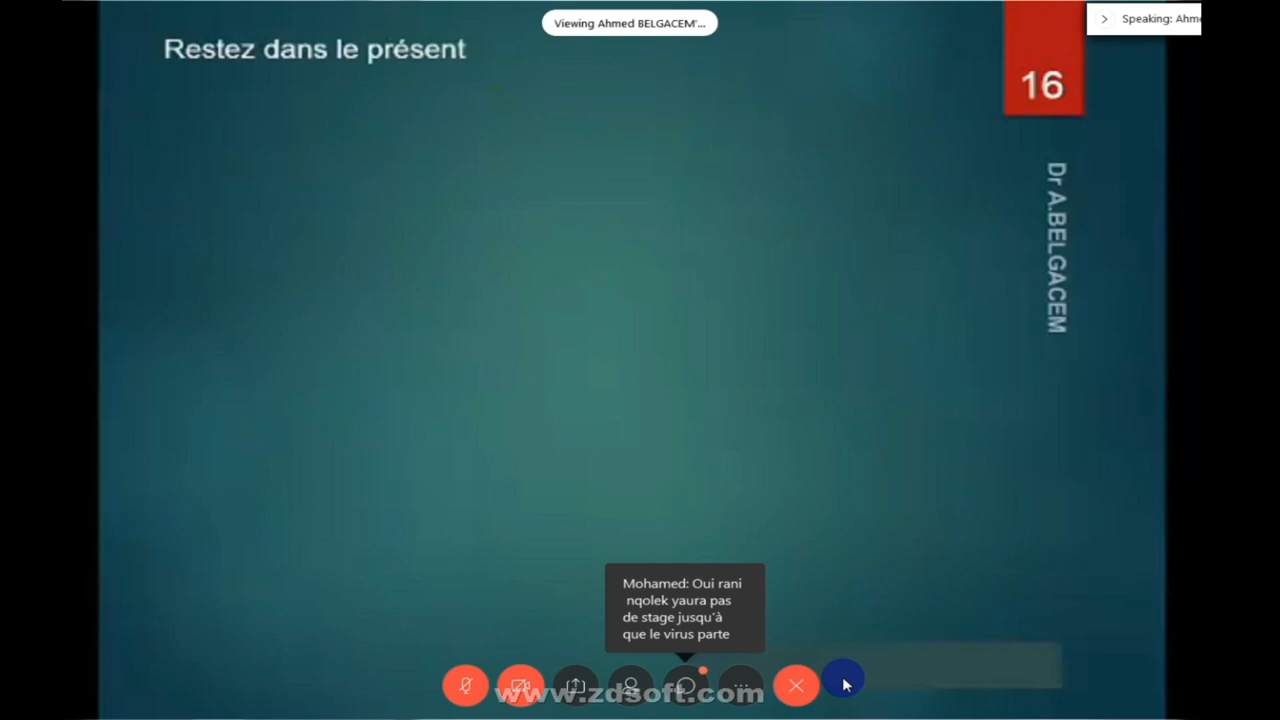 Viewing Ahmed BELGACEM'...
Speaking: Ahm
Restez dans le présent
16
Dr A.BELGACEM
Mohamed: Oui rani
nqolek yaura pas
de stage jusqu'à
que le virus parte
www.zdsoft.com